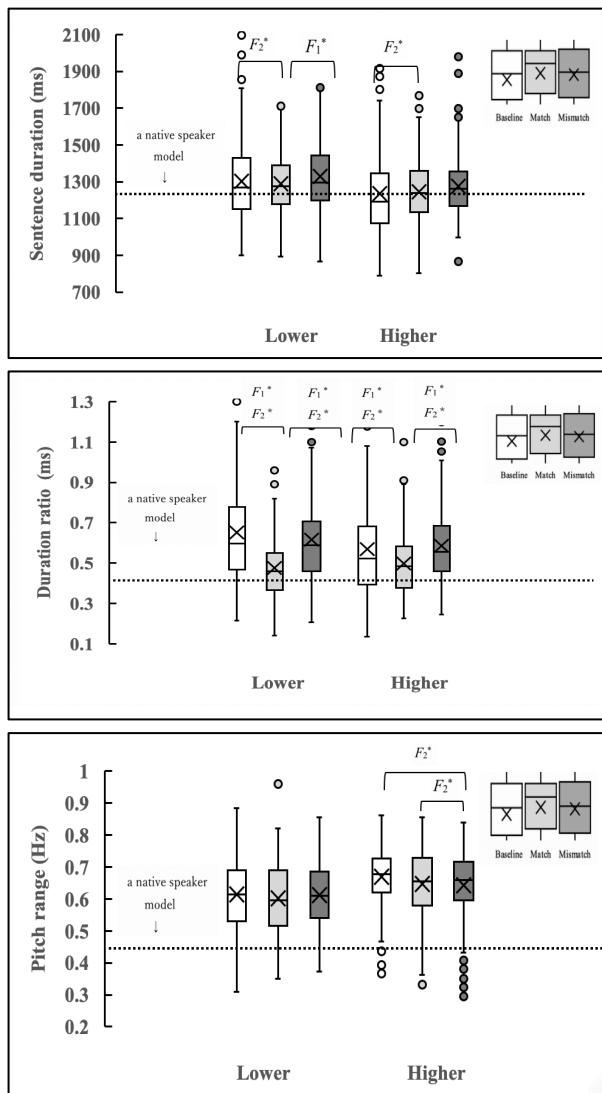 2100
1900
1700
1500
1300
1100
900
700
Sentence duration (ms)
a native speaker
model
↓
F₂*
F₁*
F₂*
Baseline Match Mismatch
Lower Higher
1.3
1.1
0.9
0.7
0.5
0.3
0.1
Duration ratio (ms)
a native speaker
model
↓
F₁* F₁* F₁* F₁*
F₂* F₂* F₂* F₂*
Baseline Match Mismatch
Lower Higher
1
0.9
0.8
0.7
0.6
0.5
0.4
0.3
0.2
Pitch range (Hz)
a native speaker
model
↓
F₂*
F₂*
Baseline Match Mismatch
Lower Higher